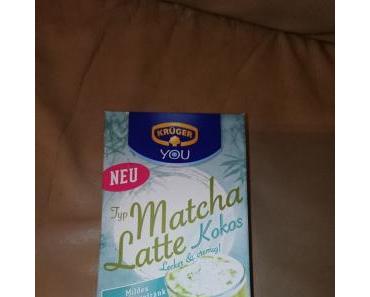 KRÜGER
YOU
NEU
Typ Matcha
Latte Kokos
Lecker & cremig!
Mildes